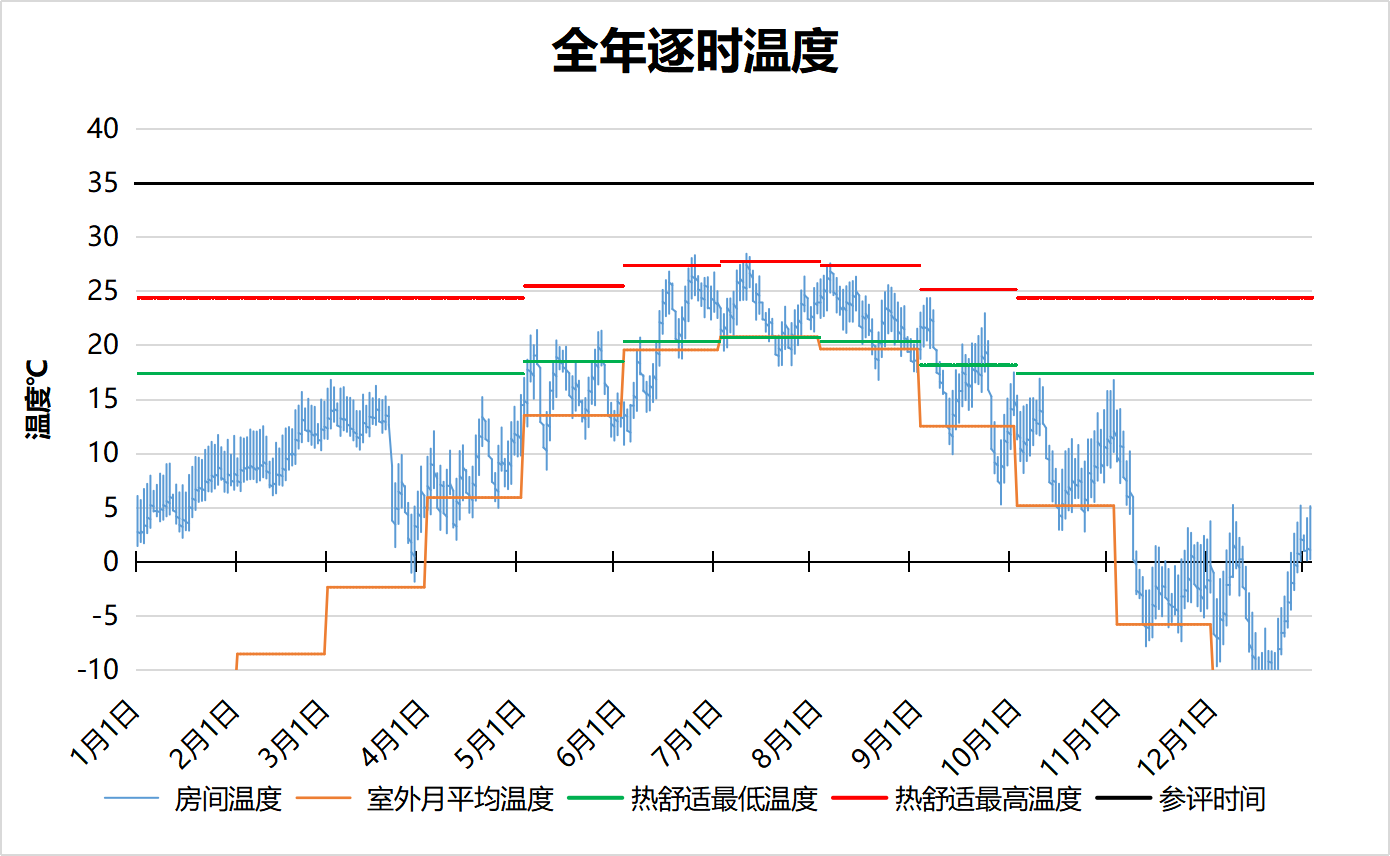 全年逐时温度
40
35
30
25
20
15
10
5
0
-5
-10
温度℃
1月1日
2月1日
3月1日
4月1日
5月1日
6月1日
7月1日
8月1日
9月1日
10月1日
11月1日
12月1日
房间温度 室外月平均温度 热舒适最低温度 热舒适最高温度 参评时间